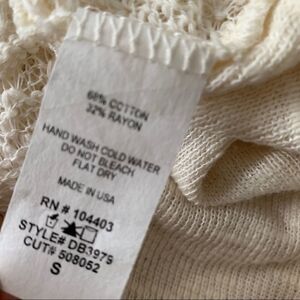 68% COTTON
32% RAYON
HAND WASH COLD WATER
DO NOT BLEACH
FLAT DRY
MADE IN USA
RN # 104403
STYLE# DB3979
CUT# 508052
S